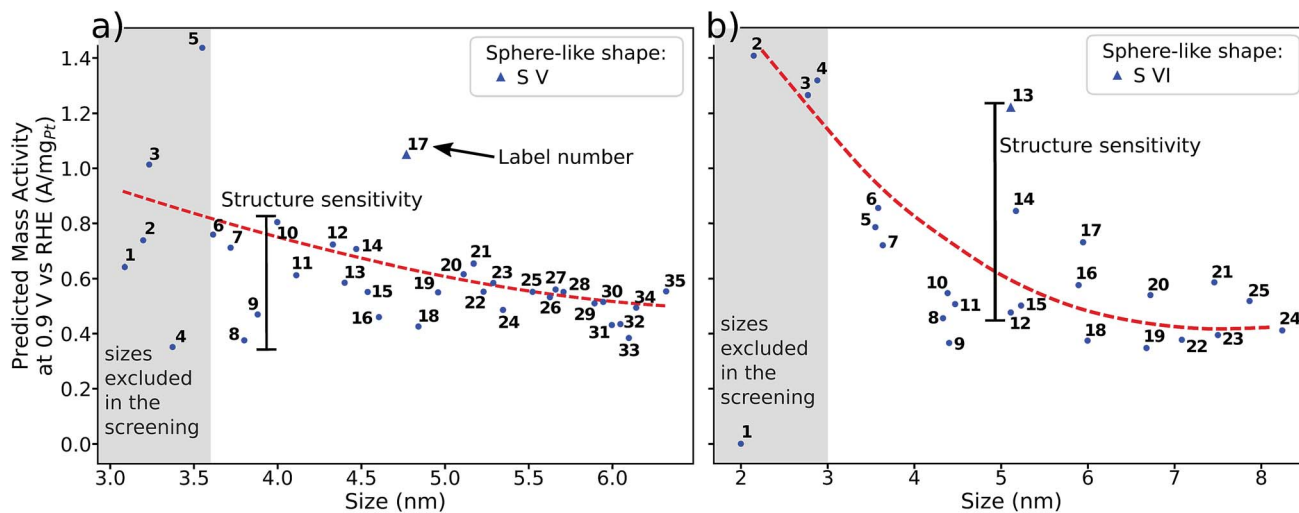 a)
Predicted Mass Activity
at 0.9 V vs RHE (A/mgPt)
1.4
1.2
1.0
0.8
0.6
0.4
0.2
0.0
Sphere-like shape:
▲ S V
5
3
17
Label number
Structure sensitivity
2
1
4
6
7
10
12
14
11
13
15
9
8
16
19
18
20
21
22
23
24
25
27
28
26
29
30
31
32
33
34
35
sizes
excluded
in the
screening
3.0 3.5 4.0 4.5 5.0 5.5 6.0
Size (nm)
b)
Sphere-like shape:
▲ S VI
2
4
3
13
Structure sensitivity
14
6
5
7
17
10
11
8
9
12
15
16
18
20
19
21
22
23
25
24
1
sizes
excluded
in the
screening
2 3 4 5 6 7 8
Size (nm)